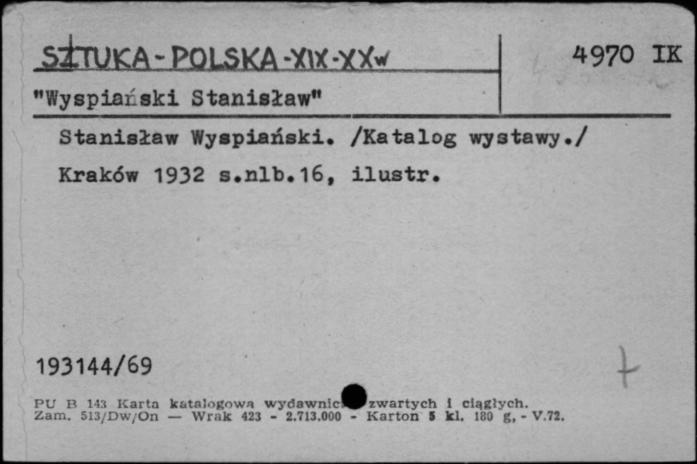 SZTUKA-POLSKA-XIX-XXw
4970 IK
"Wyspiański Stanisław"
Stanisław Wyspiański. /Katalog wystawy./
Kraków 1932 s.nlb.16, ilustr.
193144/69
PU B 143 Karta katalogowa zwartych i ciągłych.
Zam. 513/Dw/On — Wrak 423 - 2.713.000 - Karton 5 kl. 180 g, - V.72.